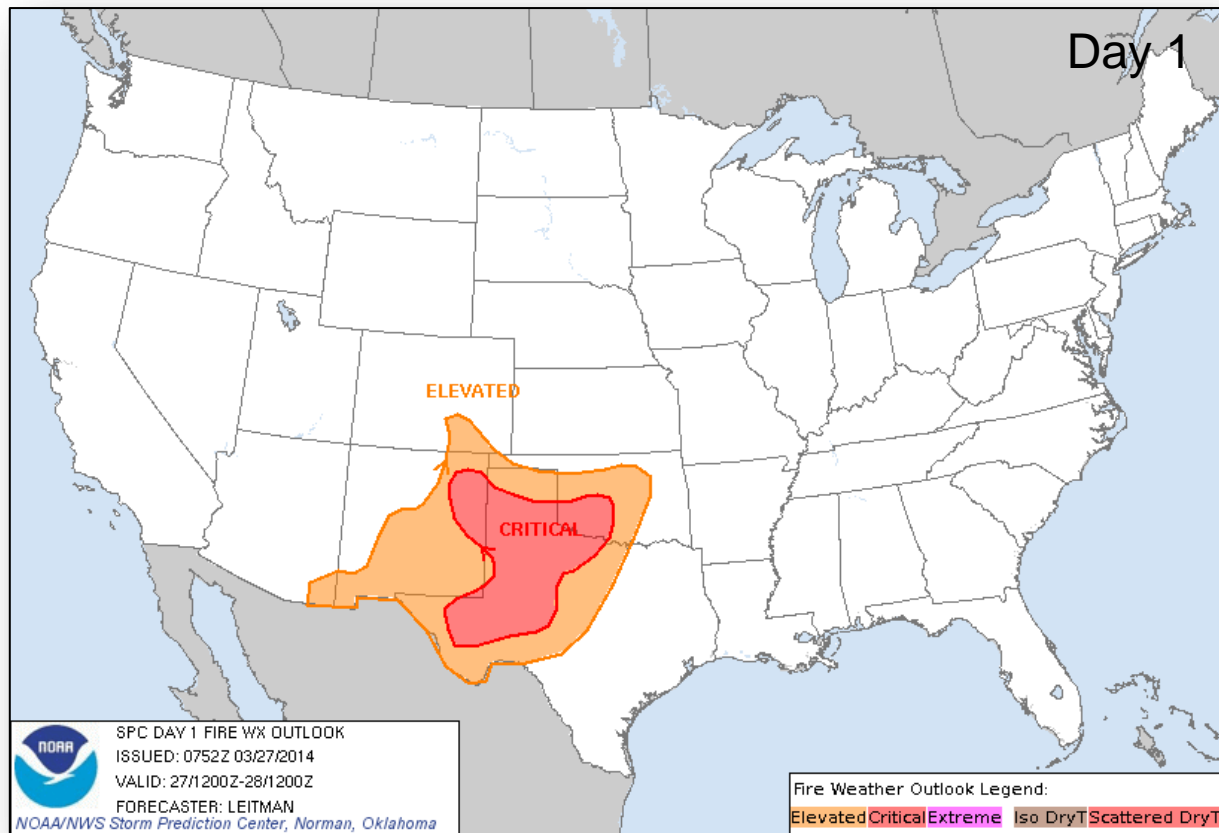 Day 1
ELEVATED
CRITICAL
NOAA
SPC DAY 1 FIRE WX OUTLOOK
ISSUED: 0752Z 03/27/2014
VALID: 27/1200Z-28/1200Z
FORECASTER: LEITMAN
NOAA/NWS Storm Prediction Center, Norman, Oklahoma
Fire Weather Outlook Legend:
Elevated Critical Extreme Iso DryT Scattered DryT